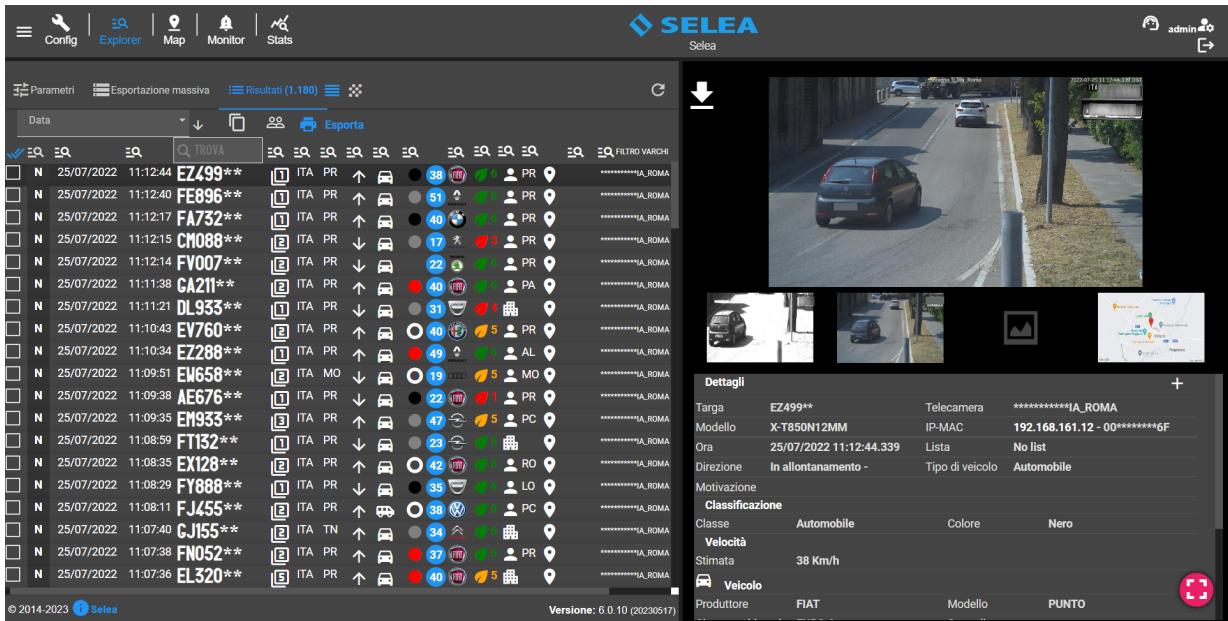 Config
Explorer
Map
Monitor
Stats
SELEA
Selea
admin
Parametri
Esportazione massiva
Risultati (1.180)
Data
Esporta
TROVA
FILTRO VARCHI
N 25/07/2022 11:12:44 EZ499** 1 ITA PR 38 FIAT 6 PR ***********IA_ROMA
N 25/07/2022 11:12:40 FE896** 1 ITA PR 51 6 PR ***********IA_ROMA
N 25/07/2022 11:12:17 FA732** 1 ITA PR 40 6 PR ***********IA_ROMA
N 25/07/2022 11:12:15 CM088** 2 ITA PR 17 3 PR ***********IA_ROMA
N 25/07/2022 11:12:14 FV007** 2 ITA PR 22 6 PR ***********IA_ROMA
N 25/07/2022 11:11:38 GA211** 2 ITA PR 40 FIAT 6 PA ***********IA_ROMA
N 25/07/2022 11:11:21 DL933** 1 ITA PR 31 4 ***********IA_ROMA
N 25/07/2022 11:10:43 EV760** 2 ITA PR 40 5 PR ***********IA_ROMA
N 25/07/2022 11:10:34 EZ288** 1 ITA PR 49 6 AL ***********IA_ROMA
N 25/07/2022 11:09:51 EW658** 2 ITA MO 19 5 MO ***********IA_ROMA
N 25/07/2022 11:09:38 AE676** 1 ITA PR 22 FIAT 1 PR ***********IA_ROMA
N 25/07/2022 11:09:35 EM933** 3 ITA PR 47 5 PC ***********IA_ROMA
N 25/07/2022 11:08:59 FT132** 1 ITA PR 23 6 ***********IA_ROMA
N 25/07/2022 11:08:35 EX128** 2 ITA PR 42 FIAT 6 RO ***********IA_ROMA
N 25/07/2022 11:08:29 FY888** 1 ITA PR 35 6 LO ***********IA_ROMA
N 25/07/2022 11:08:11 FJ455** 2 ITA PR 38 6 PC ***********IA_ROMA
N 25/07/2022 11:07:40 GJ155** 2 ITA TN 34 6 ***********IA_ROMA
N 25/07/2022 11:07:38 FN052** 2 ITA PR 37 FIAT 6 PR ***********IA_ROMA
N 25/07/2022 11:07:36 EL320** 5 ITA PR 40 FIAT 5 ***********IA_ROMA
© 2014-2023 Selea
Versione: 6.0.10 (20230517)
ITA
Dettagli
Targa EZ499** Telecamera ***********IA_ROMA
Modello X-T850N12MM IP-MAC 192.168.161.12 - 00********6F
Ora 25/07/2022 11:12:44.339 Lista No list
Direzione In allontanamento - Tipo di veicolo Automobile
Motivazione
Classificazione
Classe Automobile Colore Nero
Velocità
Stimata 38 Km/h
Veicolo
Produttore FIAT Modello PUNTO